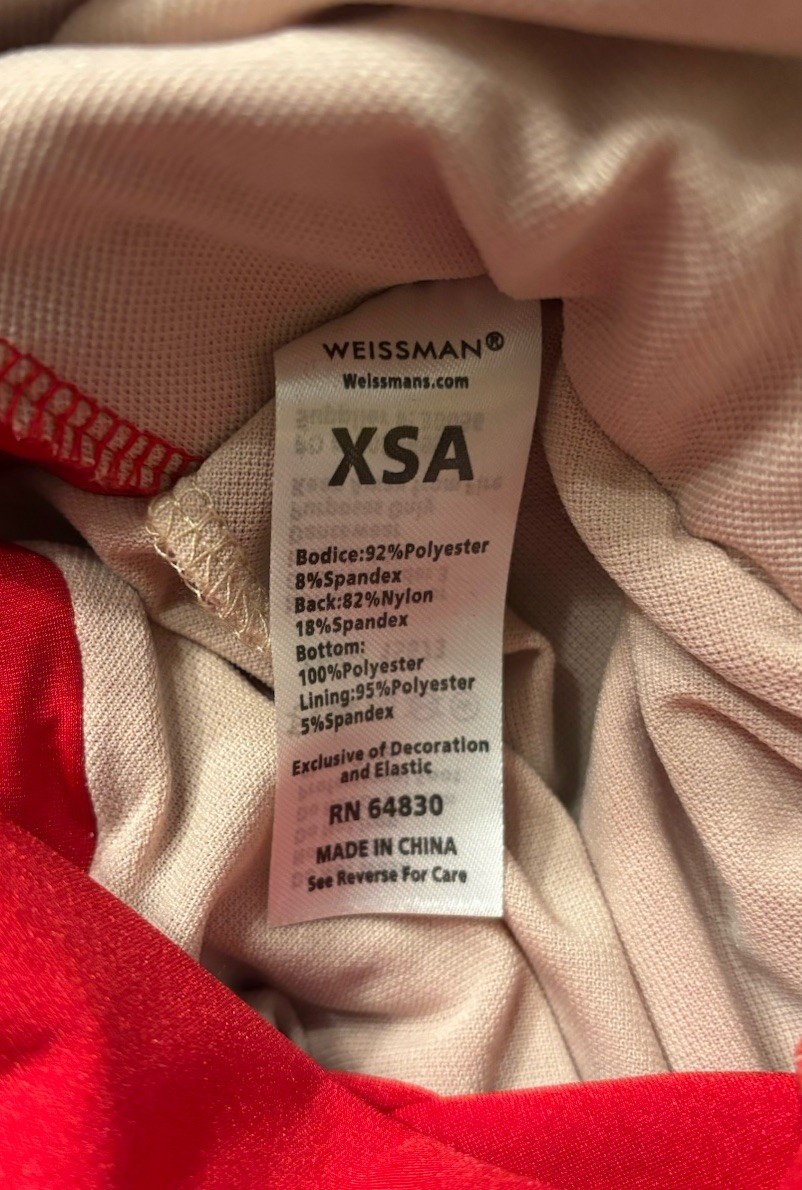 WEISSMAN®
Weissmans.com
XSA
Bodice:92%Polyester
8%Spandex
Back:82%Nylon
18%Spandex
Bottom:
100%Polyester
Lining:95%Polyester
5%Spandex
Exclusive of Decoration
and Elastic
RN 64830
MADE IN CHINA
See Reverse For Care